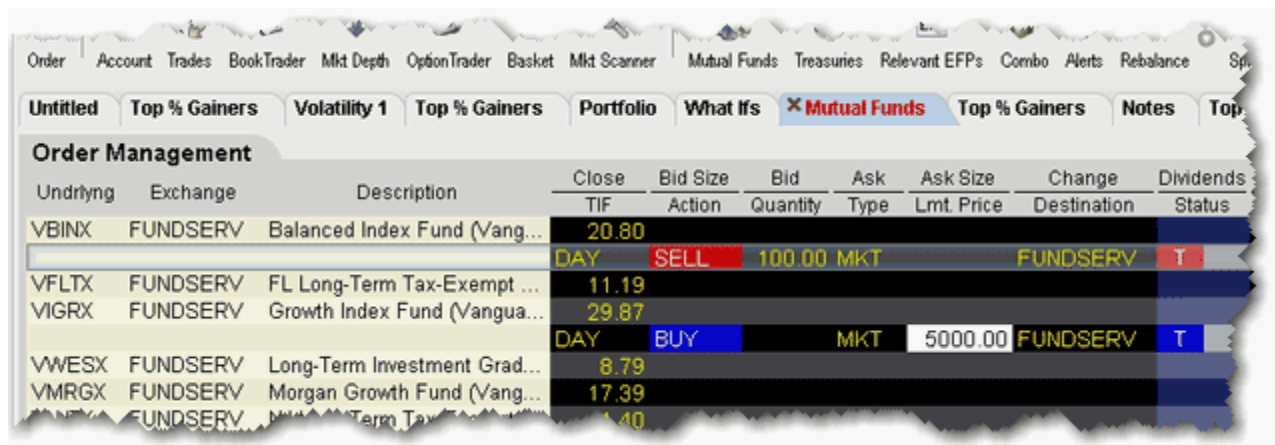 Order Account Trades BookTrader Mkt Depth OptionTrader Basket Mkt Scanner Mutual Funds Treasuries Relevant EFPs Combo Alerts Rebalance
Untitled Top % Gainers Volatility 1 Top % Gainers Portfolio What Ifs Mutual Funds Top % Gainers Notes Top
Order Management
Undrlyng Exchange Description Close Bid Size Bid Ask Ask Size Change Dividends
TIF Action Quantity Type Lmt. Price Destination Status
VBINX FUNDSERV Balanced Index Fund (Vang... 20.80
DAY SELL 100.00 MKT FUNDSERV T
VFLTX FUNDSERV FL Long-Term Tax-Exempt ... 11.19
VIGRX FUNDSERV Growth Index Fund (Vangua... 29.87
DAY BUY MKT 5000.00 FUNDSERV T
VWESX FUNDSERV Long-Term Investment Grad... 8.79
VMRGX FUNDSERV Morgan Growth Fund (Vang... 17.39
FUNDSERV